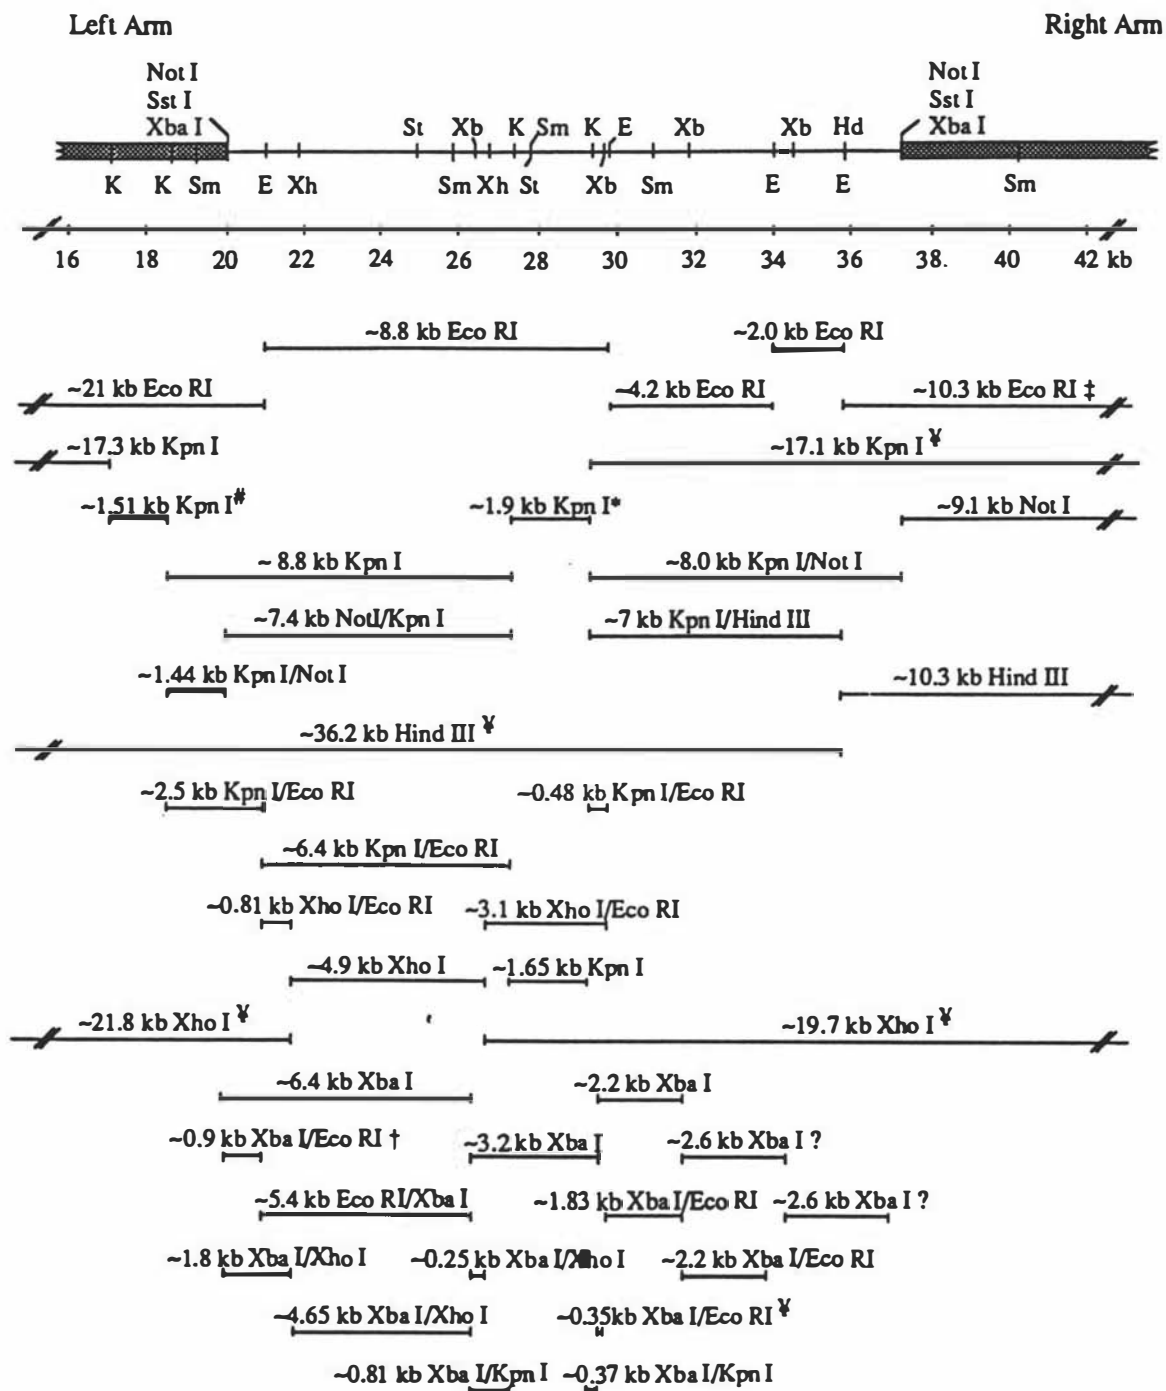 Left Arm Right Arm
Not I Not I
Sst I Sst I
Xba I St Xb K Sm K E Xb Xb Hd Xba I
K K Sm E Xh Sm Xh St Xb Sm E E Sm
16 18 20 22 24 26 28 30 32 34 36 38. 40 42 kb
~8.8 kb Eco RI ~2.0 kb Eco RI
~21 kb Eco RI ~4.2 kb Eco RI ~10.3 kb Eco RI ‡
~17.3 kb Kpn I ~17.1 kb Kpn I ¥
~1.51 kb Kpn I# ~1.9 kb Kpn I* ~9.1 kb Not I
~ 8.8 kb Kpn I ~8.0 kb Kpn I/Not I
~7.4 kb NotI/Kpn I ~7 kb Kpn I/Hind III
~1.44 kb Kpn I/Not I ~10.3 kb Hind III
~36.2 kb Hind III ¥
~2.5 kb Kpn I/Eco RI ~0.48 kb Kpn I/Eco RI
~6.4 kb Kpn I/Eco RI
~0.81 kb Xho I/Eco RI ~3.1 kb Xho I/Eco RI
~4.9 kb Xho I ~1.65 kb Kpn I
~21.8 kb Xho I ¥ ~19.7 kb Xho I ¥
~6.4 kb Xba I ~2.2 kb Xba I
~0.9 kb Xba I/Eco RI † ~3.2 kb Xba I ~2.6 kb Xba I ?
~5.4 kb Eco RI/Xba I ~1.83 kb Xba I/Eco RI ~2.6 kb Xba I ?
~1.8 kb Xba I/Xho I ~0.25 kb Xba I/Xho I ~2.2 kb Xba I/Eco RI
~4.65 kb Xba I/Xho I ~0.35kb Xba I/Eco RI ¥
~0.81 kb Xba I/Kpn I ~0.37 kb Xba I/Kpn I